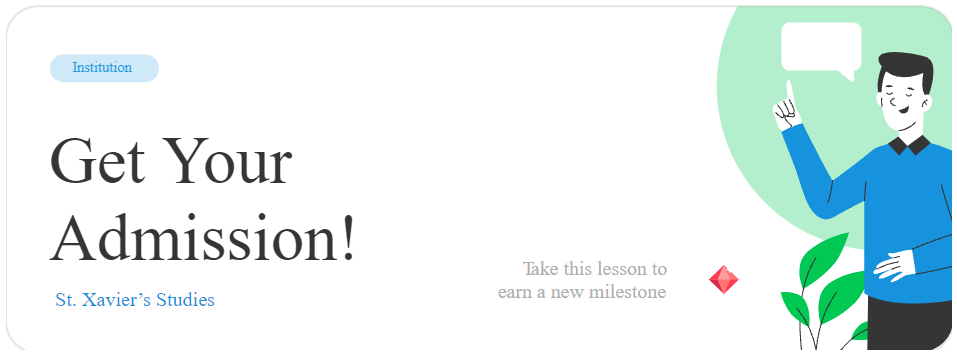 Institution
Get Your
Admission!
St. Xavier’s Studies
Take this lesson to
earn a new milestone